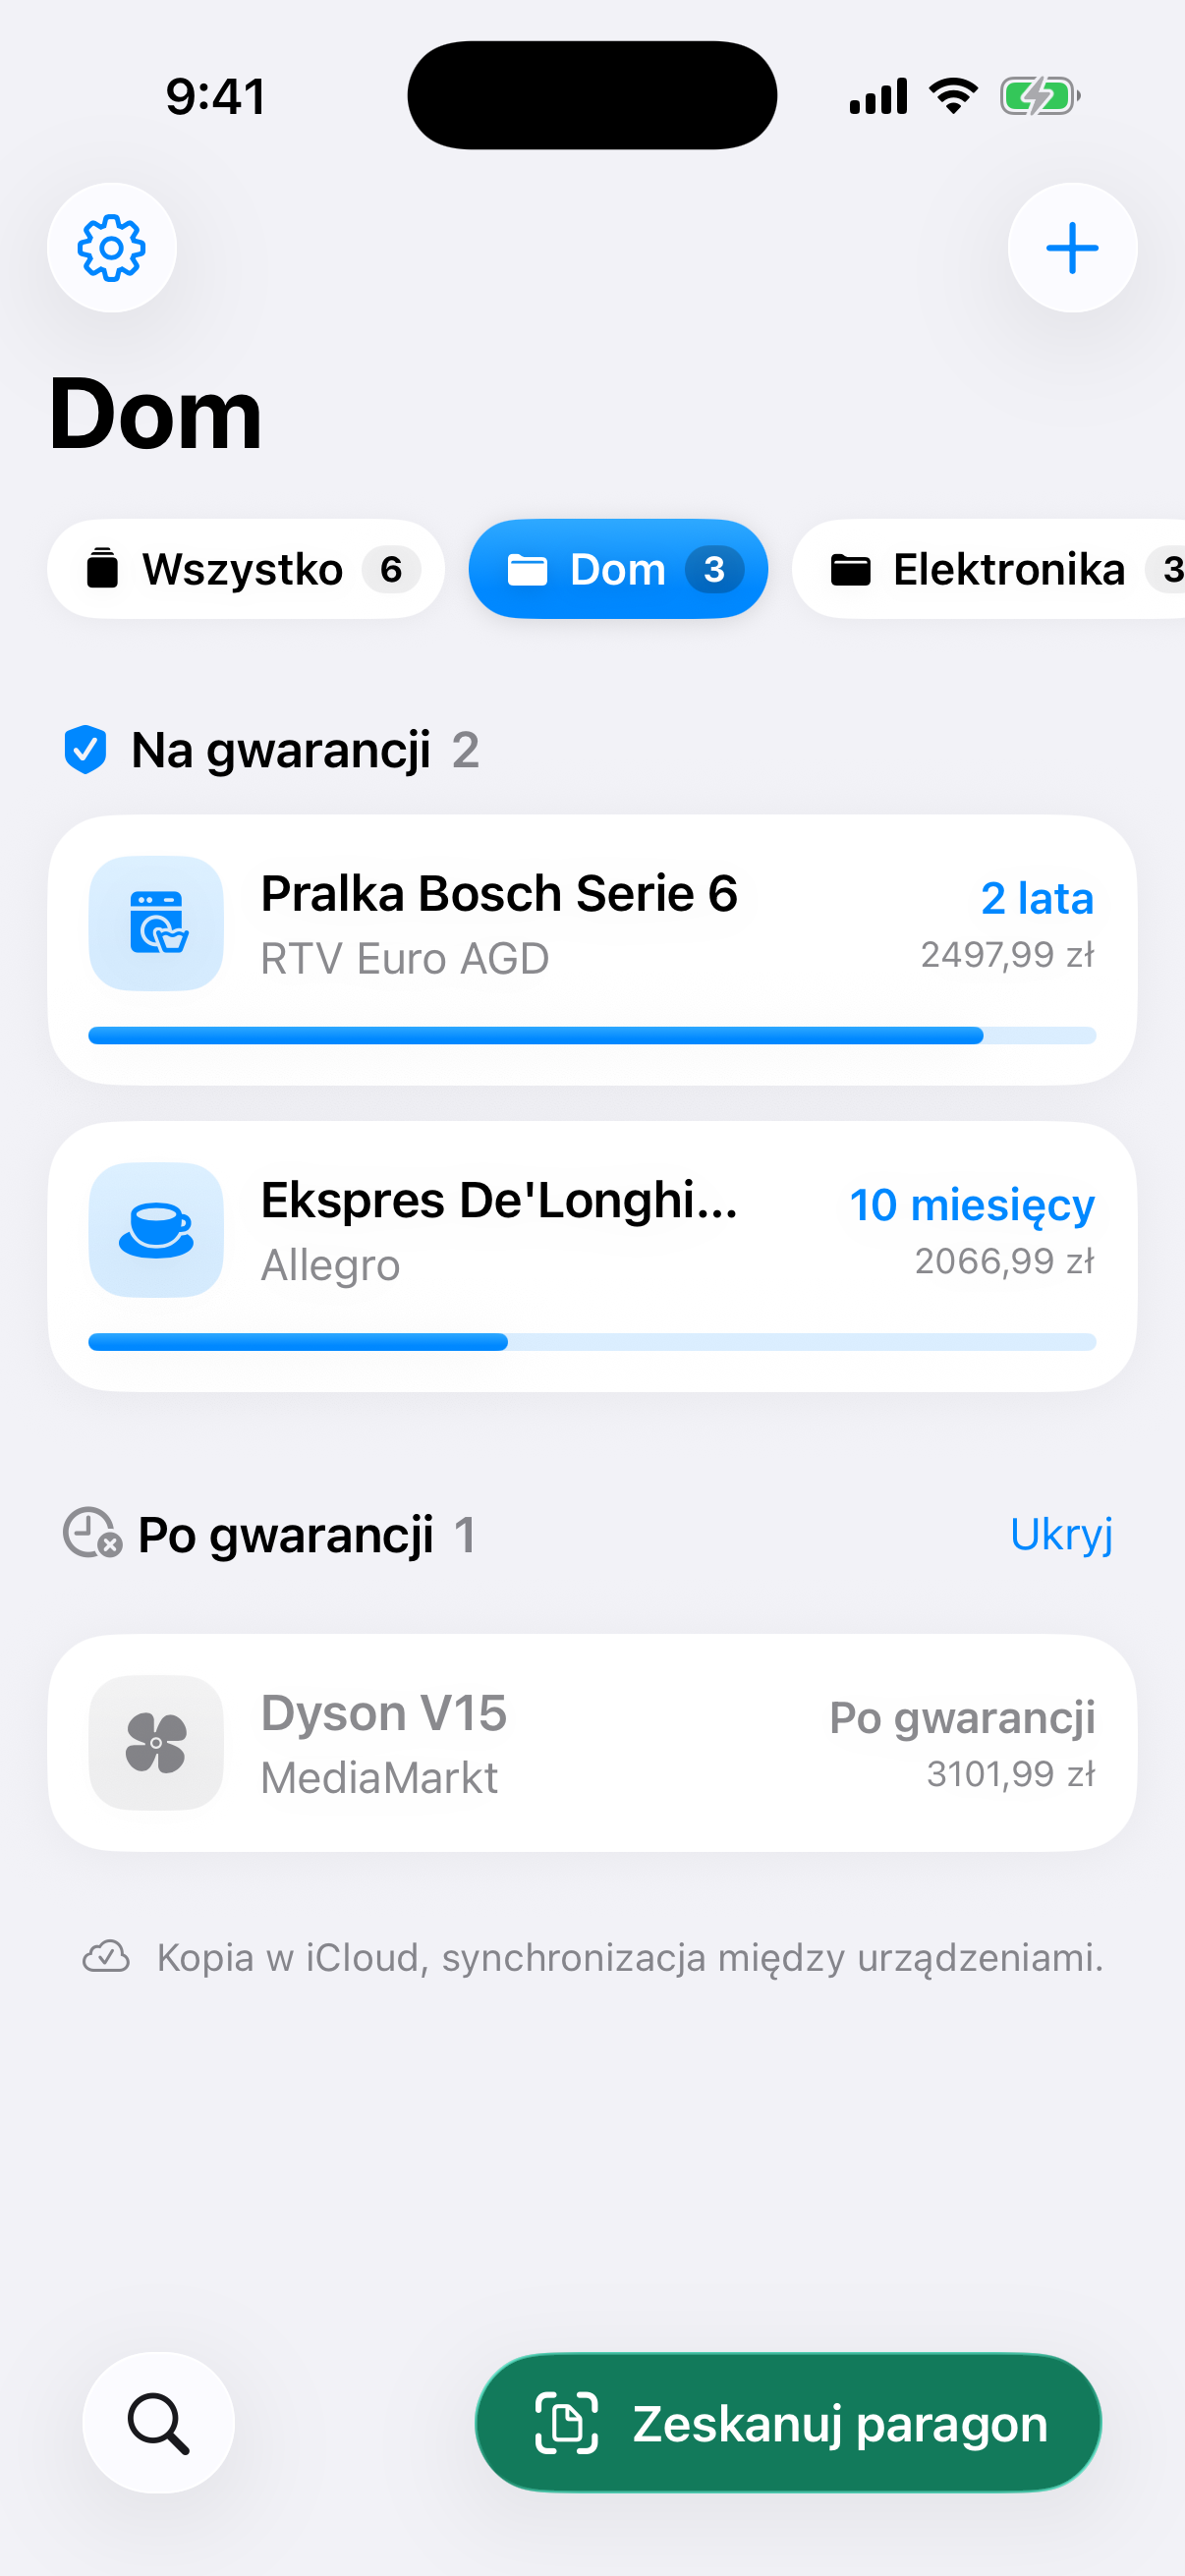 9:41
Dom
Wszystko 6
Dom 3
Elektronika 3
Na gwarancji 2
Pralka Bosch Serie 6
2 lata
RTV Euro AGD
2497,99 zł
Ekspres De'Longhi...
10 miesięcy
Allegro
2066,99 zł
Po gwarancji 1
Ukryj
Dyson V15
Po gwarancji
MediaMarkt
3101,99 zł
Kopia w iCloud, synchronizacja między urządzeniami.
Zeskanuj paragon